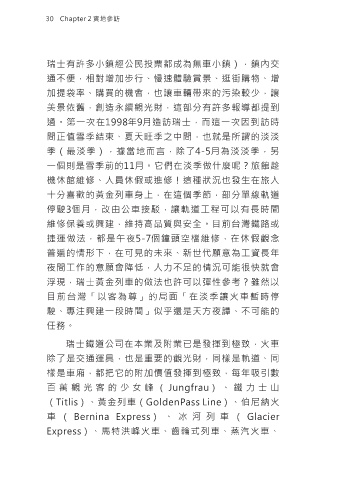 30 Chapter 2 實地參訪
瑞士有許多小鎮經公民投票都成為無車小鎮），鎮內交
通不便，相對增加步行、慢速體驗賞景、逛街購物、增
加提袋率、購買的機會，也讓車輛帶來的污染較少，讓
美景依舊，創造永續觀光財，這部分有許多報導都提到
過。第一次在1998年9月造訪瑞士，而這一次因到訪時
間正值雪季結束、夏天旺季之中間，也就是所謂的淡淡
季（最淡季），據當地而言，除了4-5月為淡淡季，另
一個則是雪季前的11月。它們在淡季做什麼呢？旅館趁
機休館維修、人員休假或進修！這種狀況也發生在旅人
十分喜歡的黃金列車身上，在這個季節，部分單線軌道
停駛3個月，改由公車接駁，讓軌道工程可以有長時間
維修保養或興建，維持高品質與安全。目前台灣鐵路或
捷運做法，都是午夜5-7個鐘頭空檔維修，在休假觀念
普遍的情形下，在可見的未來、新世代願意為工資長年
夜間工作的意願會降低，人力不足的情況可能很快就會
浮現，瑞士黃金列車的做法也許可以彈性參考？雖然以
目前台灣「以客為尊」的局面「在淡季讓火車暫時停
駛、專注興建一段時間」似乎還是天方夜譚、不可能的
任務。
瑞士鐵道公司在本業及附業已是發揮到極致，火車
除了是交通運具，也是重要的觀光財，同樣是軌道、同
樣是車廂，都把它的附加價值發揮到極致，每年吸引數
百萬觀光客的少女峰（Jungfrau）、鐵力士山
（Titlis）、黃金列車（GoldenPass Line）、伯尼納火
車（Bernina Express）、冰河列車（Glacier
Express）、馬特洪峰火車、齒輪式列車、蒸汽火車、